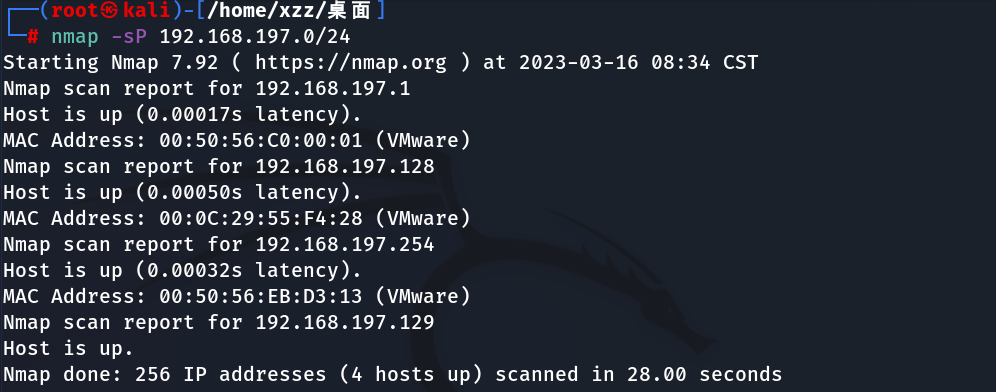 ┌──(root㉿kali)-[/home/xzz/桌面]
└─# nmap -sP 192.168.197.0/24
Starting Nmap 7.92 ( https://nmap.org ) at 2023-03-16 08:34 CST
Nmap scan report for 192.168.197.1
Host is up (0.00017s latency).
MAC Address: 00:50:56:C0:00:01 (VMware)
Nmap scan report for 192.168.197.128
Host is up (0.00050s latency).
MAC Address: 00:0C:29:55:F4:28 (VMware)
Nmap scan report for 192.168.197.254
Host is up (0.00032s latency).
MAC Address: 00:50:56:EB:D3:13 (VMware)
Nmap scan report for 192.168.197.129
Host is up.
Nmap done: 256 IP addresses (4 hosts up) scanned in 28.00 seconds